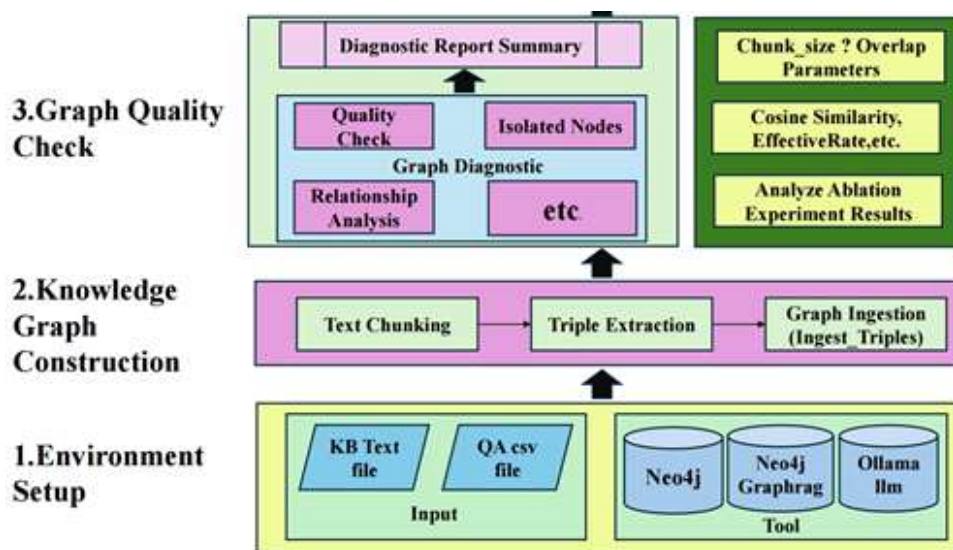 Diagnostic Report Summary
Chunk_size ? Overlap
Parameters
3.Graph Quality
Check
Quality
Check
Isolated Nodes
Graph Diagnostic
Relationship
Analysis
etc.
Cosine Similarity,
EffectiveRate,etc.
Analyze Ablation
Experiment Results
2.Knowledge
Graph
Construction
Text Chunking
Triple Extraction
Graph Ingestion
(Ingest_Triples)
1.Environment
Setup
KB Text
file
QA csv
file
Input
Neo4j
Neo4j
Graphrag
Ollama
llm
Tool